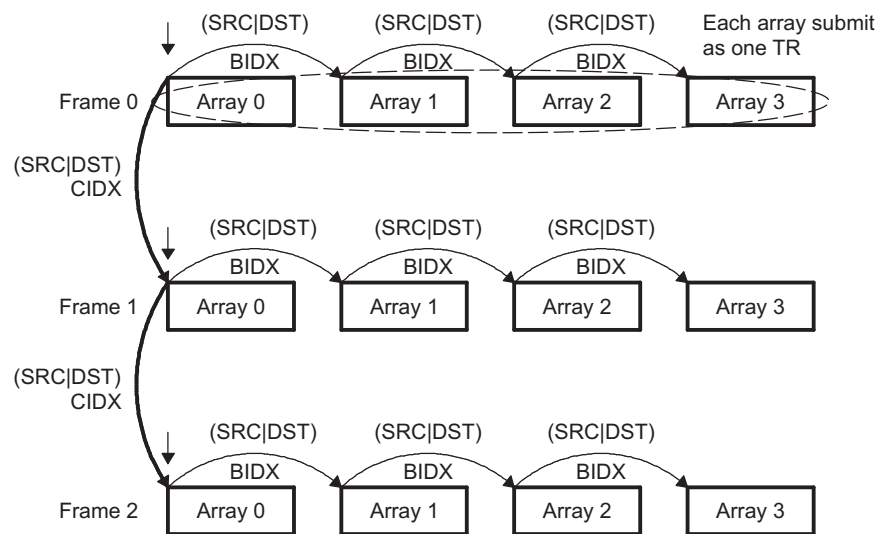 (SRC|DST) (SRC|DST) (SRC|DST) Each array submit
as one TR
BIDX BIDX BIDX
Frame 0 Array 0 Array 1 Array 2 Array 3
(SRC|DST)
CIDX
(SRC|DST) (SRC|DST) (SRC|DST)
BIDX BIDX BIDX
Frame 1 Array 0 Array 1 Array 2 Array 3
(SRC|DST)
CIDX
(SRC|DST) (SRC|DST) (SRC|DST)
BIDX BIDX BIDX
Frame 2 Array 0 Array 1 Array 2 Array 3